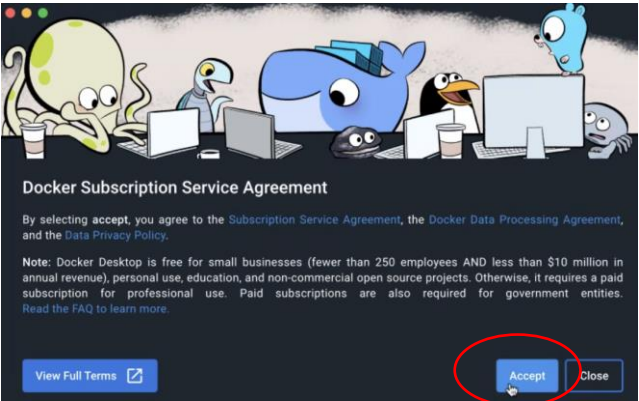 Docker Subscription Service Agreement
By selecting accept, you agree to the Subscription Service Agreement, the Docker Data Processing Agreement,
and the Data Privacy Policy.
Note: Docker Desktop is free for small businesses (fewer than 250 employees AND less than $10 million in
annual revenue), personal use, education, and non-commercial open source projects. Otherwise, it requires a paid
subscription for professional use. Paid subscriptions are also required for government entities.
Read the FAQ to learn more.
View Full Terms
Accept
Close